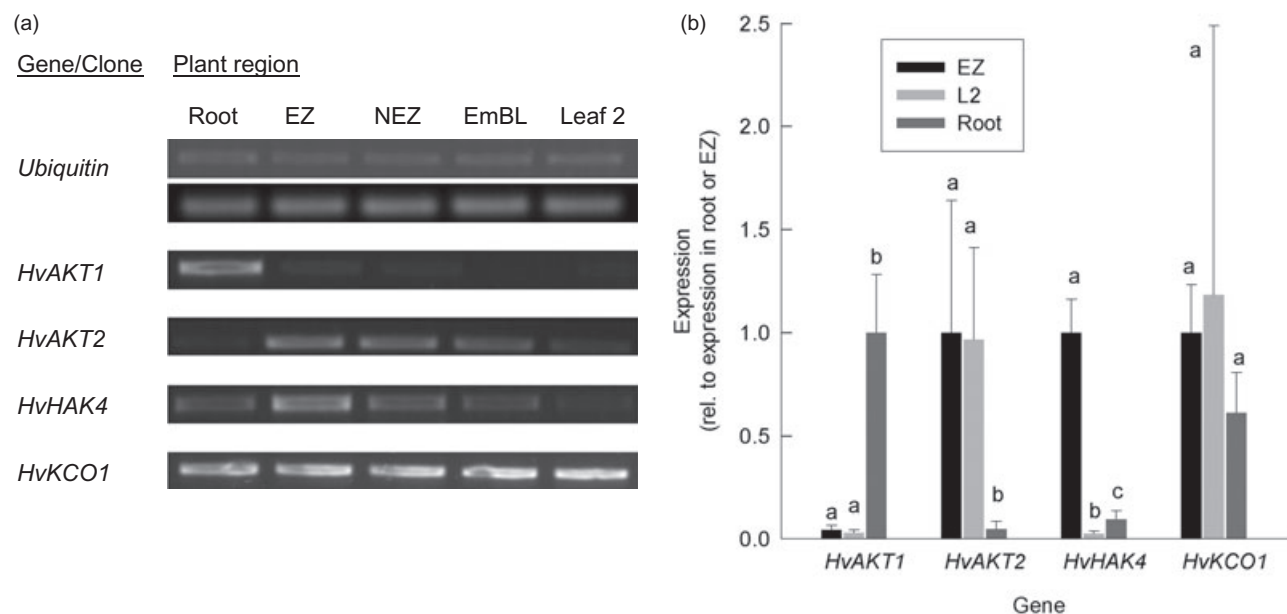 (a)
Gene/Clone Plant region
Root EZ NEZ EmBL Leaf 2
Ubiquitin
HvAKT1
HvAKT2
HvHAK4
HvKCO1
(b)
Expression
(rel. to expression in root or EZ)
2.5
2.0
1.5
1.0
0.5
0.0
EZ
L2
Root
a a b
a a b
a b c
a a a
HvAKT1 HvAKT2 HvHAK4 HvKCO1
Gene